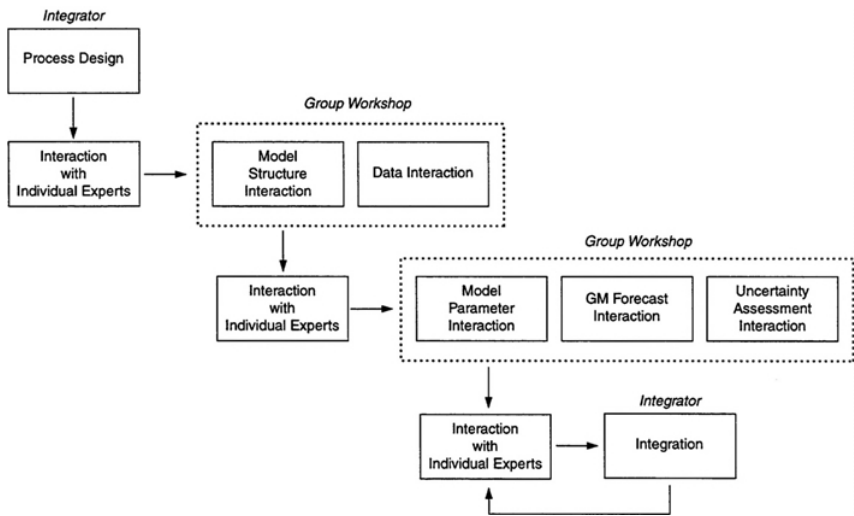 Integrator
Process Design
Interaction
with
Individual Experts
Group Workshop
Model
Structure
Interaction
Data Interaction
Interaction
with
Individual Experts
Group Workshop
Model
Parameter
Interaction
GM Forecast
Interaction
Uncertainty
Assessment
Interaction
Interaction
with
Individual Experts
Integrator
Integration